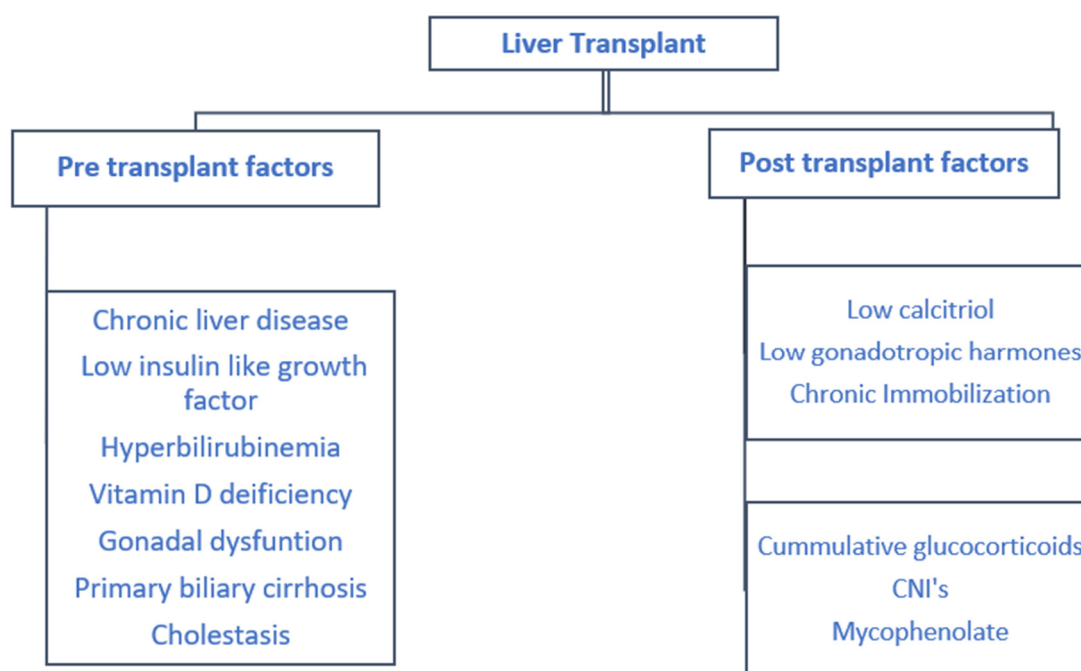 Liver Transplant
Pre transplant factors
Post transplant factors
Chronic liver disease
Low insulin like growth
factor
Hyperbilirubinemia
Vitamin D deificiency
Gonadal dysfuntion
Primary biliary cirrhosis
Cholestasis
Low calcitriol
Low gonadotropic harmones
Chronic Immobilization
Cummulative glucocorticoids
CNI's
Mycophenolate